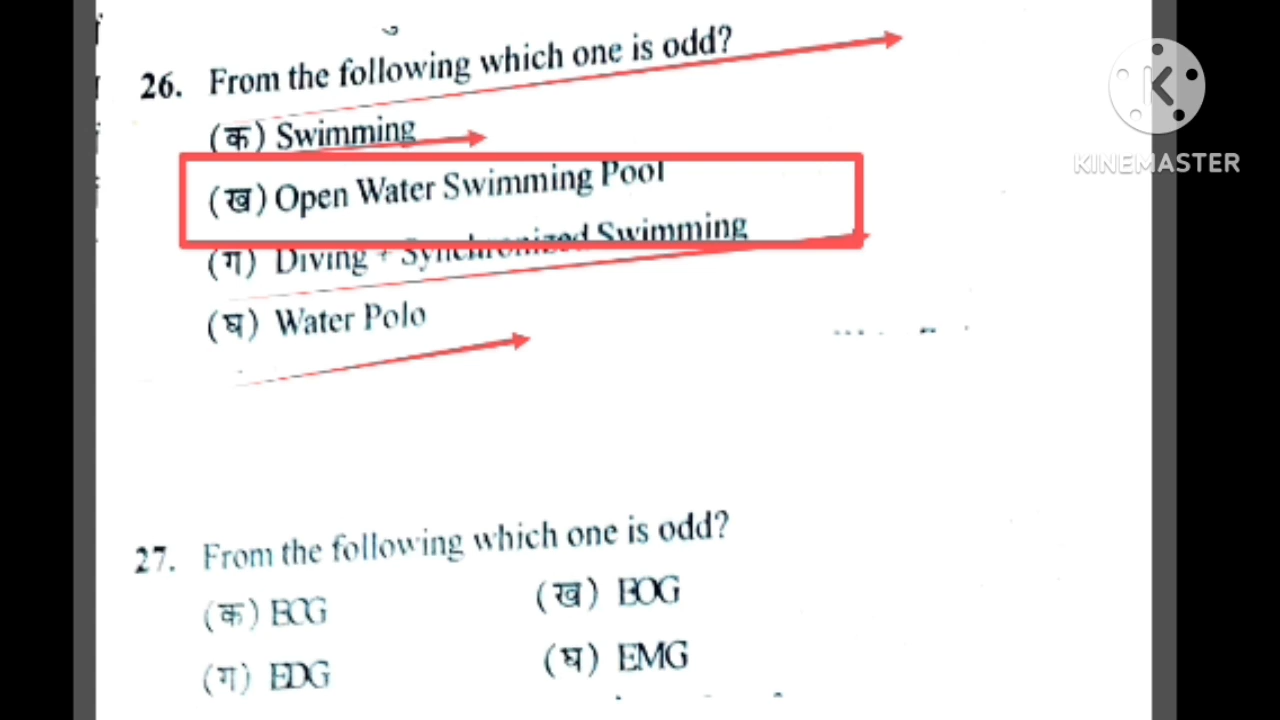 KINEMASTER
26. From the following which one is odd?
(क) Swimming
(ख) Open Water Swimming Pool
(ग) Diving + Synchronized Swimming
(घ) Water Polo
27. From the following which one is odd?
(क) ECG (ख) EOG
(ग) EDG (घ) EMG